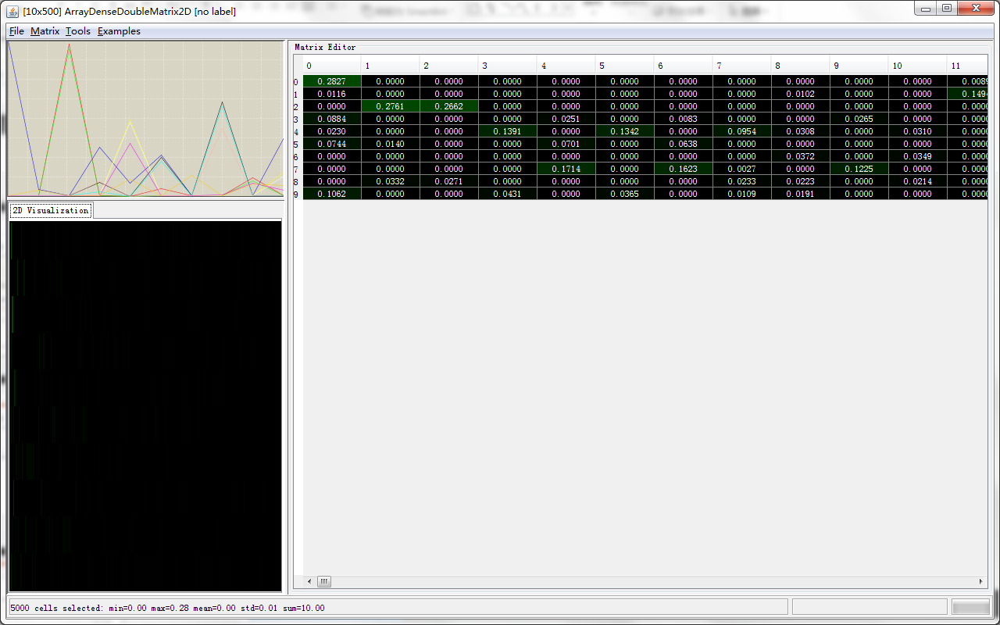 [10x500] ArrayDenseDoubleMatrix2D [no label]
File Matrix Tools Examples
Matrix Editor
0 1 2 3 4 5 6 7 8 9 10 11
0 0.2827 0.0000 0.0000 0.0000 0.0000 0.0000 0.0000 0.0000 0.0000 0.0000 0.0000 0.008
1 0.0116 0.0000 0.0000 0.0000 0.0000 0.0000 0.0000 0.0000 0.0102 0.0000 0.0000 0.149
2 0.0000 0.2761 0.2662 0.0000 0.0000 0.0000 0.0000 0.0000 0.0000 0.0000 0.0000 0.000
3 0.0884 0.0000 0.0000 0.0000 0.0251 0.0000 0.0083 0.0000 0.0000 0.0265 0.0000 0.000
4 0.0230 0.0000 0.0000 0.1391 0.0000 0.1342 0.0000 0.0954 0.0308 0.0000 0.0310 0.000
5 0.0744 0.0140 0.0000 0.0000 0.0701 0.0000 0.0638 0.0000 0.0000 0.0000 0.0000 0.000
6 0.0000 0.0000 0.0000 0.0000 0.0000 0.0000 0.0000 0.0000 0.0372 0.0000 0.0349 0.000
7 0.0000 0.0000 0.0000 0.0000 0.1714 0.0000 0.1623 0.0027 0.0000 0.1225 0.0000 0.000
8 0.0000 0.0332 0.0271 0.0000 0.0000 0.0000 0.0000 0.0233 0.0223 0.0000 0.0214 0.000
9 0.1062 0.0000 0.0000 0.0431 0.0000 0.0365 0.0000 0.0109 0.0191 0.0000 0.0000 0.000
2D Visualization
5000 cells selected: min=0.00 max=0.28 mean=0.00 std=0.01 sum=10.00